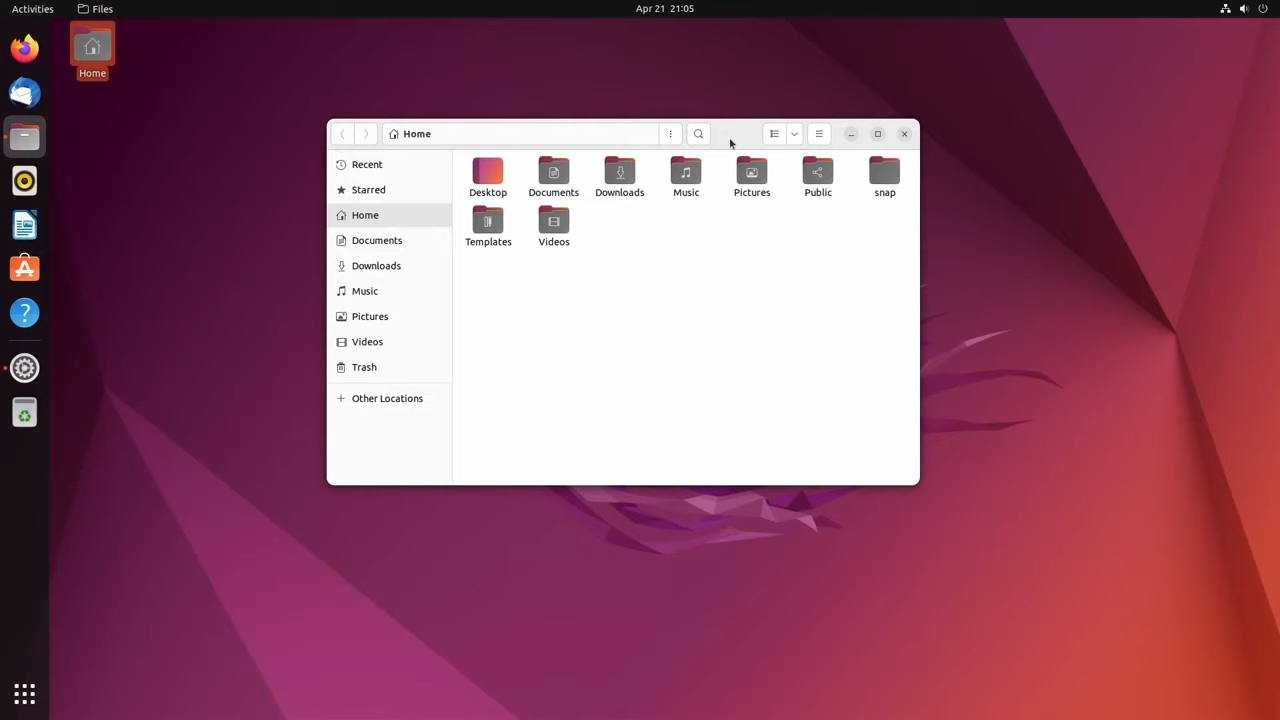 Activities Files Apr 21 21:05
Home
Home
Recent
Starred
Home
Documents
Downloads
Music
Pictures
Videos
Trash
Other Locations
Desktop Documents Downloads Music Pictures Public snap
Templates Videos